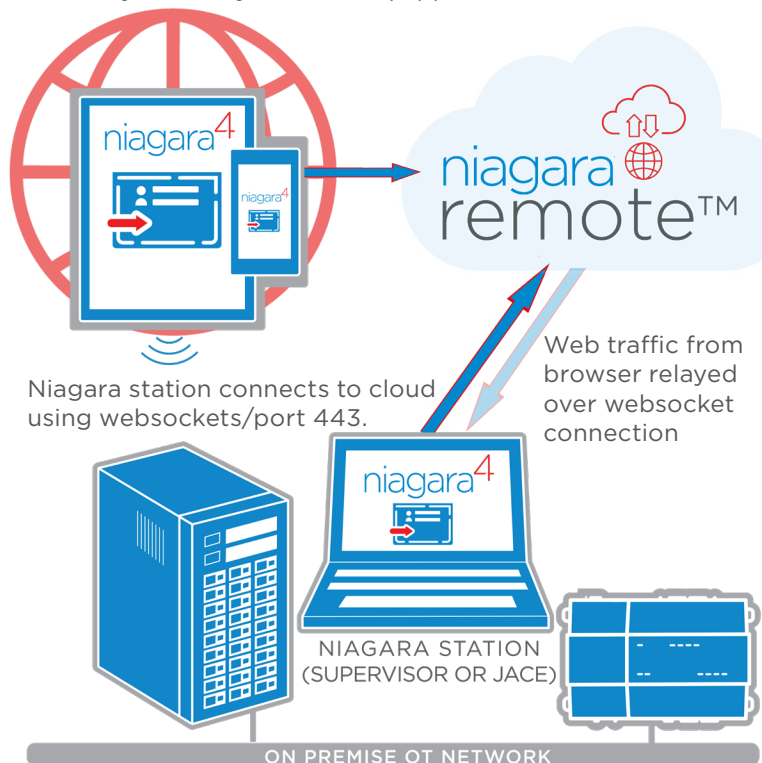 niagara4
niagara4
niagara
remote™
Niagara station connects to cloud
using websockets/port 443.
Web traffic from
browser relayed
over websocket
connection
niagara4
NIAGARA STATION
(SUPERVISOR OR JACE)
ON PREMISE OT NETWORK